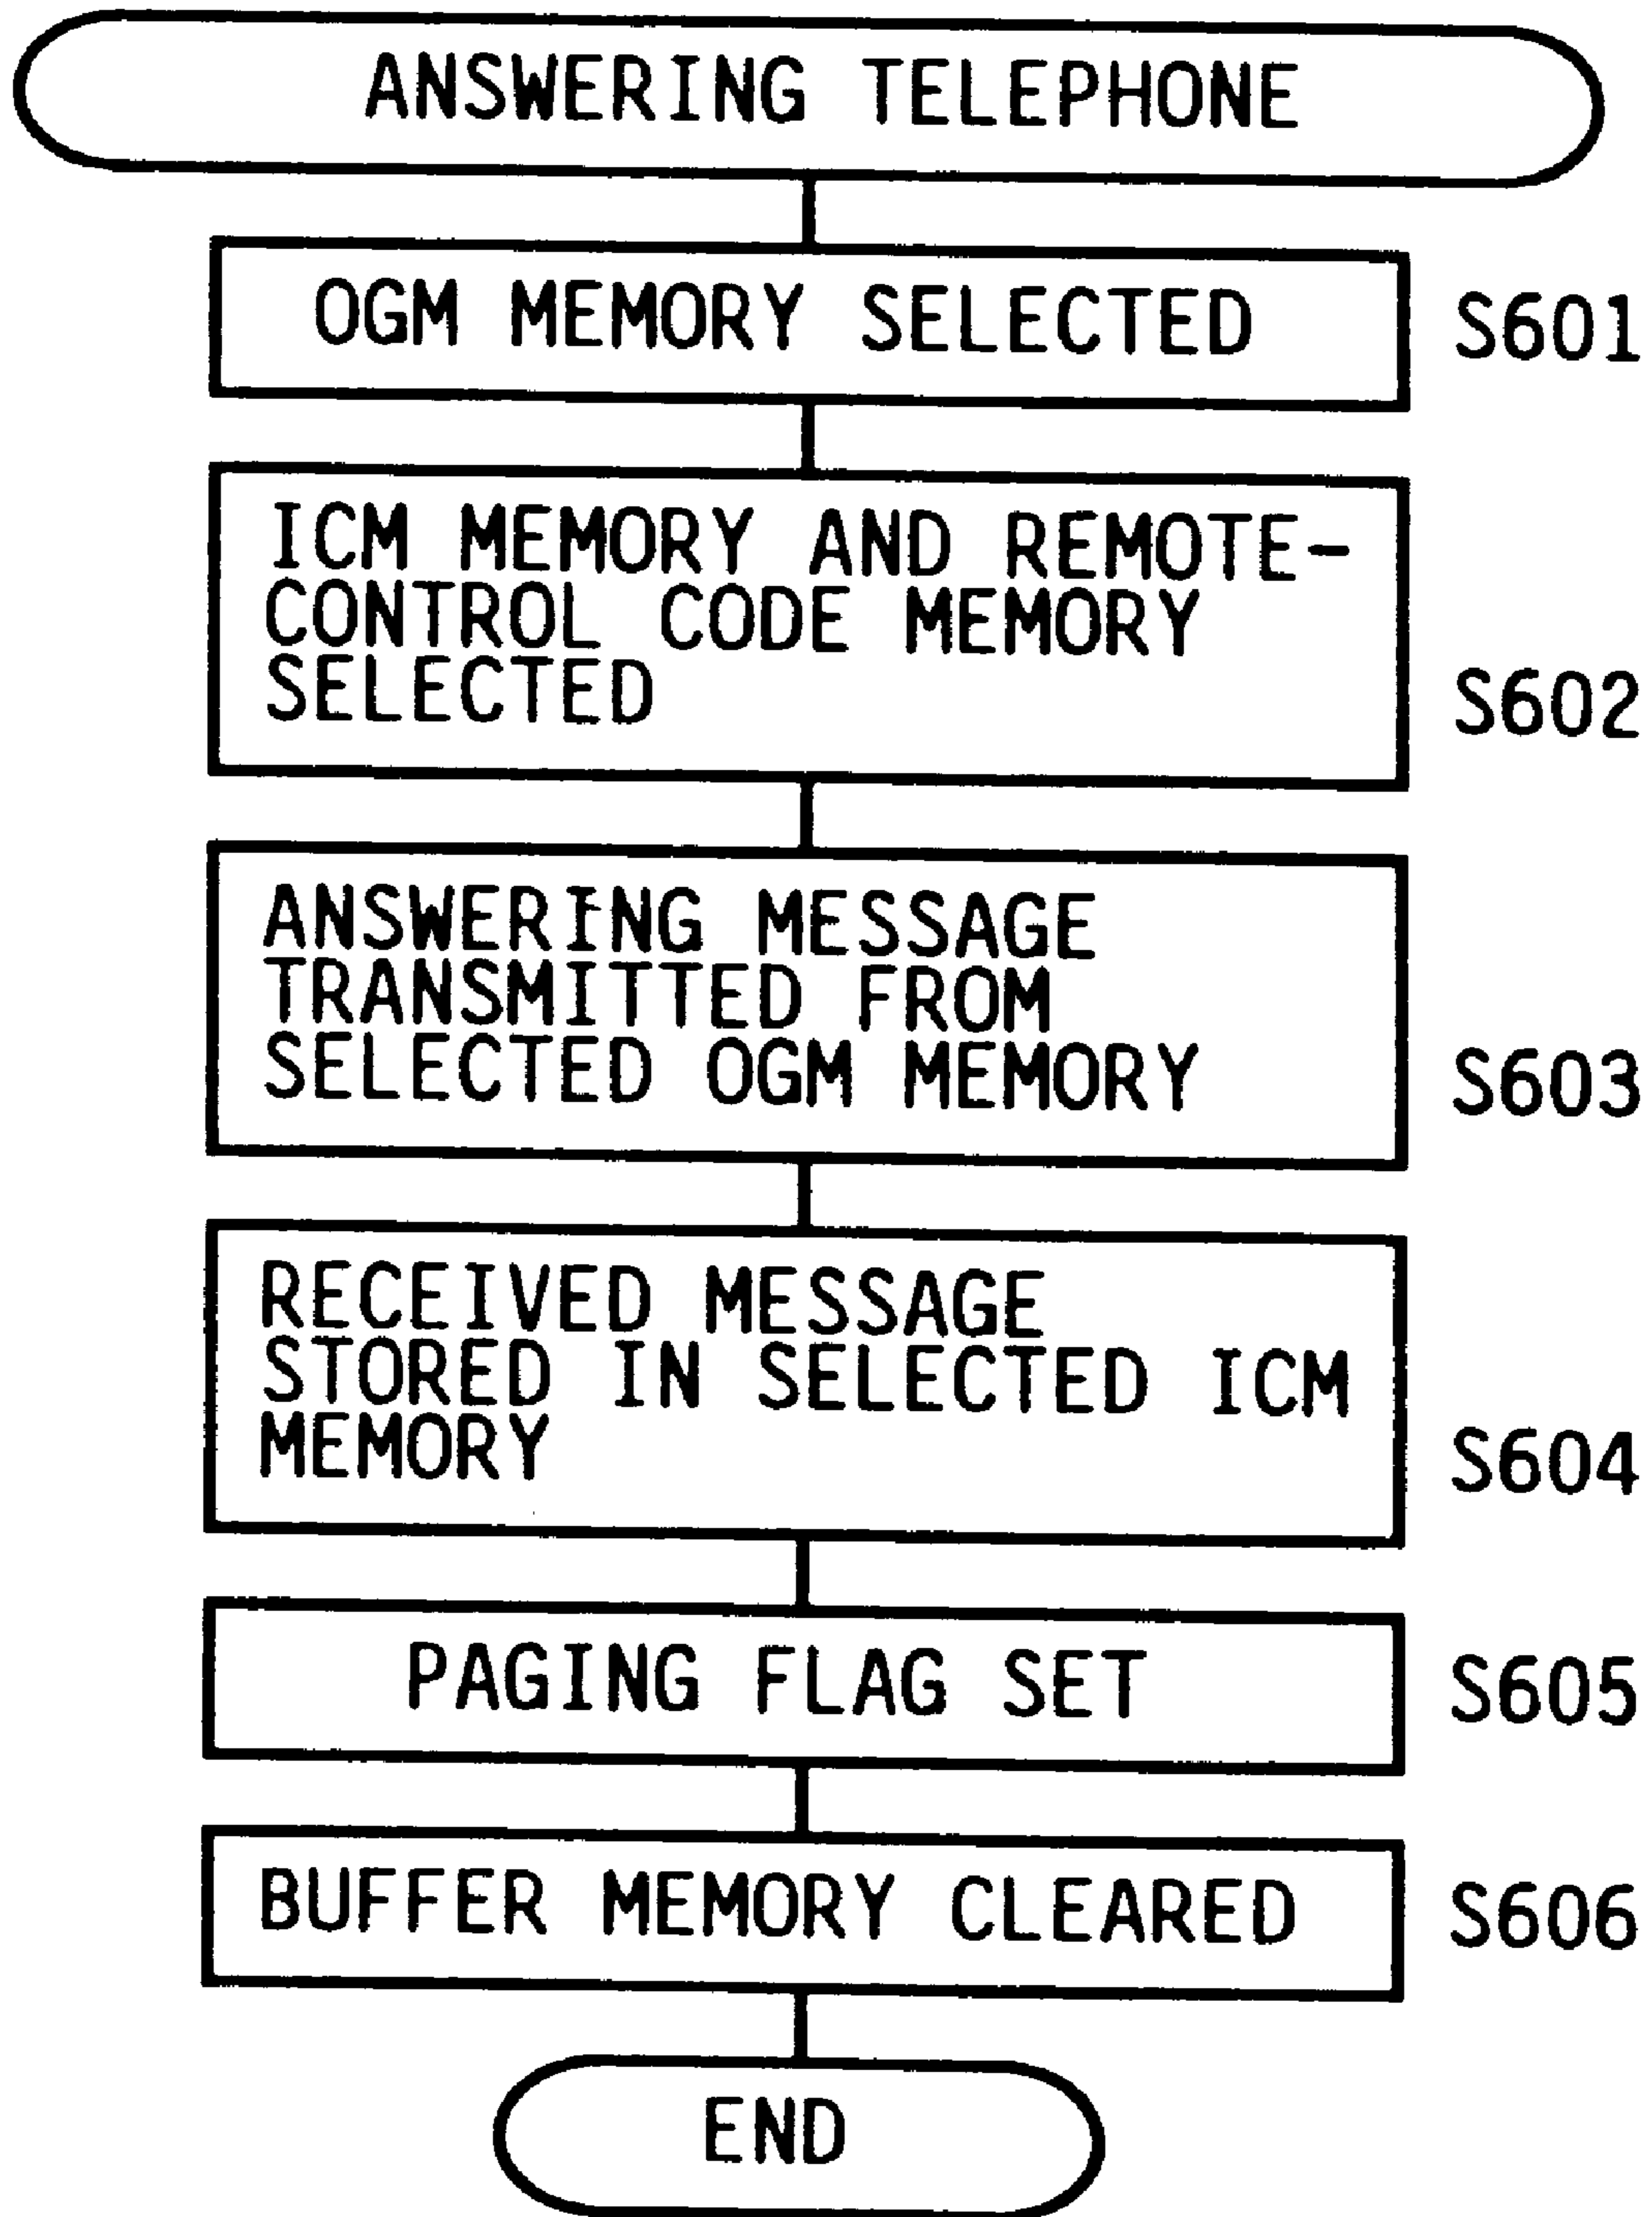 ANSWERING TELEPHONE
OGM MEMORY SELECTED
S601
ICM MEMORY AND REMOTE-
CONTROL CODE MEMORY
SELECTED
S602
ANSWERING MESSAGE
TRANSMITTED FROM
SELECTED OGM MEMORY
S603
RECEIVED MESSAGE
STORED IN SELECTED ICM
MEMORY
S604
PAGING FLAG SET
S605
BUFFER MEMORY CLEARED
S606
END